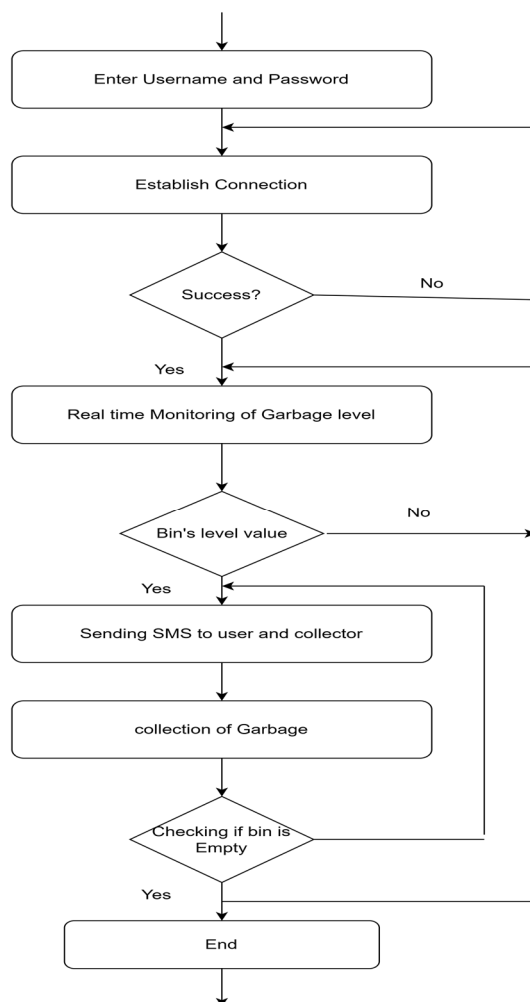 Enter Username and Password
Establish Connection
Success?
No
Yes
Real time Monitoring of Garbage level
Bin's level value
No
Yes
Sending SMS to user and collector
collection of Garbage
Checking if bin is
Empty
Yes
End